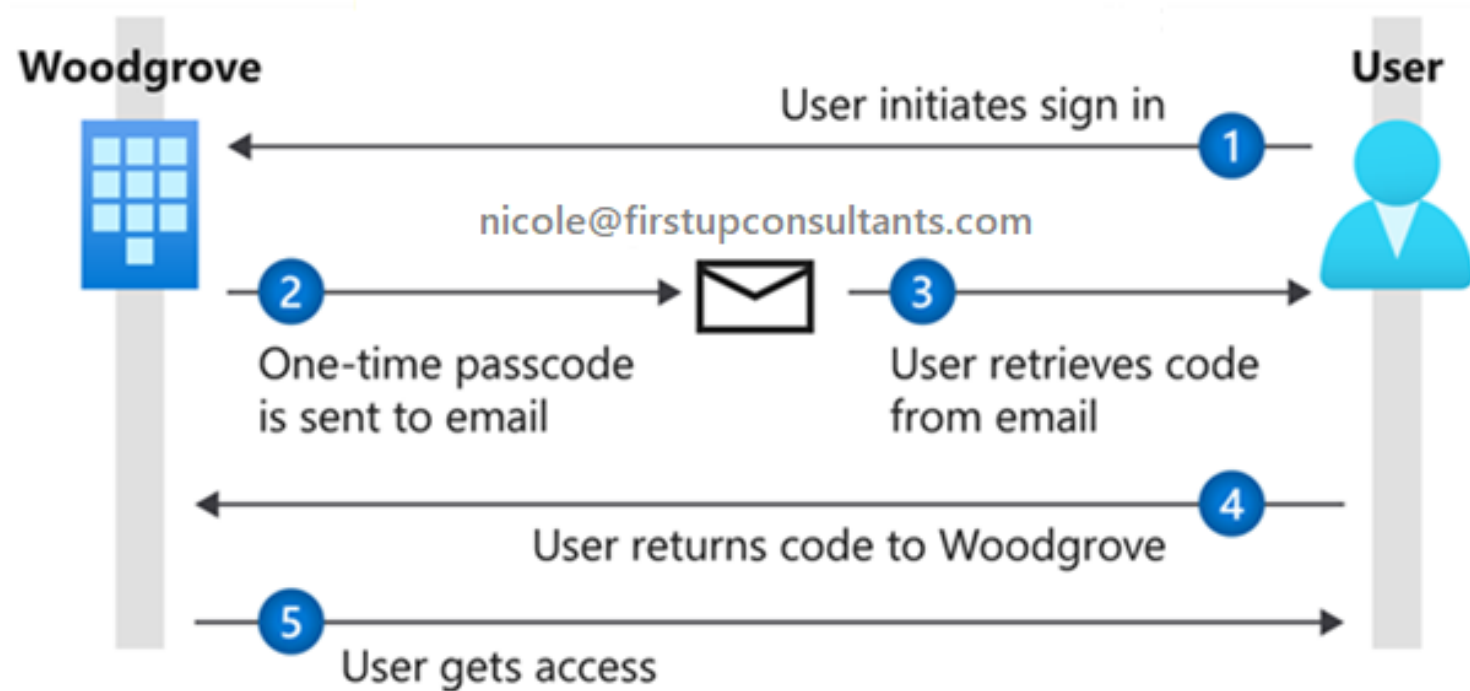 Woodgrove
User
User initiates sign in
1
nicole@firstupconsultants.com
2
3
One-time passcode
is sent to email
User retrieves code
from email
4
User returns code to Woodgrove
5
User gets access